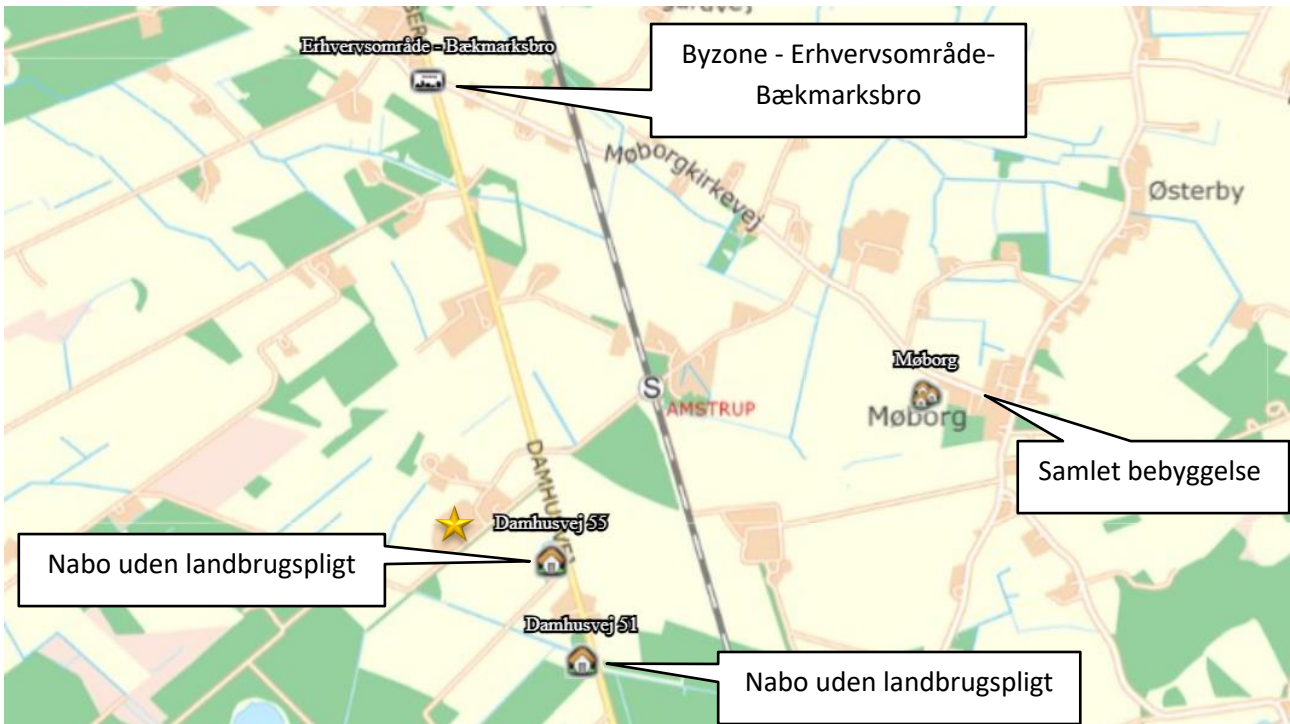 BER
Erhvervsområde - Bækmarksbro
Byzone - Erhvervsområde-
Bækmarksbro
Møborgkirkevej
Østerby
Møborg
Møborg
S
AMSTRUP
Samlet bebyggelse
DAMHUSVEJ
Damhusvej 55
Nabo uden landbrugspligt
Damhusvej 51
Nabo uden landbrugspligt